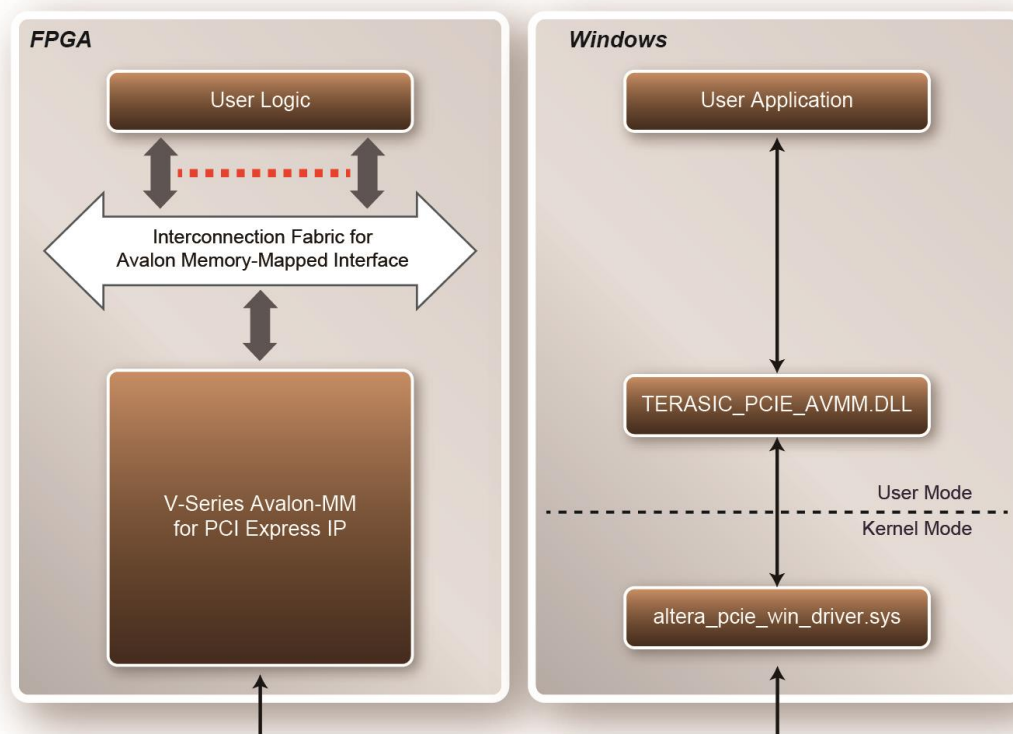 FPGA
User Logic
Interconnection Fabric for
Avalon Memory-Mapped Interface
V-Series Avalon-MM
for PCI Express IP
Windows
User Application
TERASIC_PCIE_AVMM.DLL
User Mode
Kernel Mode
altera_pcie_win_driver.sys